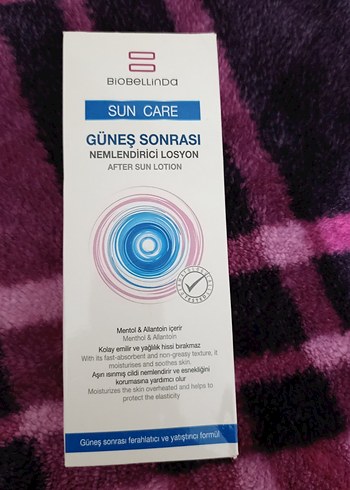 BIOBELLINDA
SUN CARE
GÜNEŞ SONRASI
NEMLENDİRİCİ LOSYON
AFTER SUN LOTION
Mentol & Allantoin içerir
Menthol & Allantoin
Kolay emilir ve yağlılık hissi bırakmaz
With its fast-absorbent and non-greasy texture, it
moisturises and soothes skin.
Aşırı ısınmış cildi nemlendirir ve esnekliğini
korumasına yardımcı olur
Moisturizes the skin overheated and helps to
protect the elasticity
Güneş sonrası ferahlatıcı ve yatıştırıcı formül